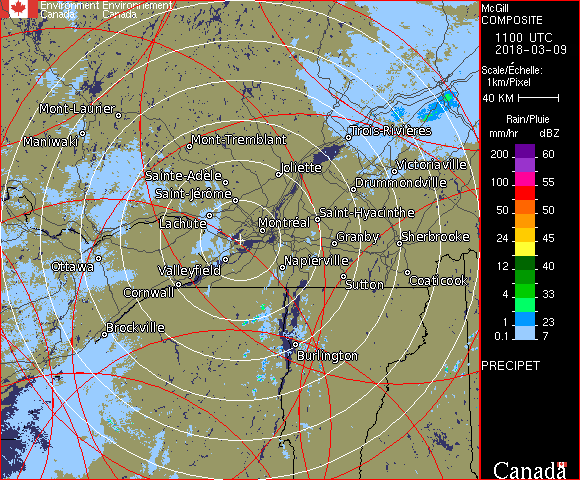 Environment Environnement
Canada Canada
McGill
COMPOSITE
1100 UTC
2018-03-09
Scale/Échelle:
1km/Pixel
40 KM
Rain/Pluie
mm/hr dBZ
200 60
100 55
50 50
24 45
12 40
4 33
1 23
0.1 7
PRECIPET
Canada
Mont-Laurier
Maniwaki
Mont-Tremblant
Trois-Rivières
Sainte-Adèle
Joliette
Victoriaville
Saint-Jérôme
Drummondville
Lachute
Montréal
Saint-Hyacinthe
Granby
Sherbrooke
Ottawa
Valleyfield
Napierville
Cornwall
Sutton
Coaticook
Brockville
Burlington